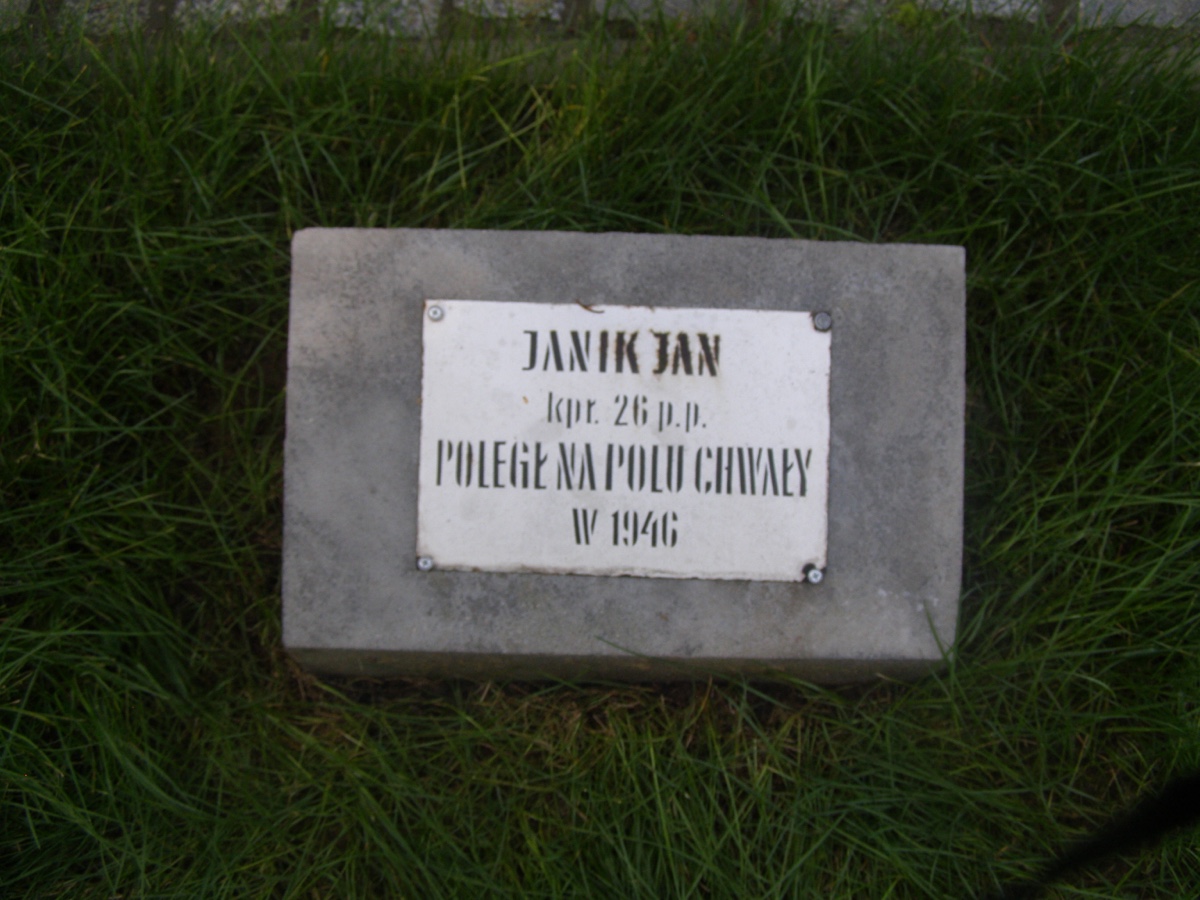 JANIK JAN
kpr. 26 p.p.
POLEGŁ NA POLU CHWAŁY
W 1946